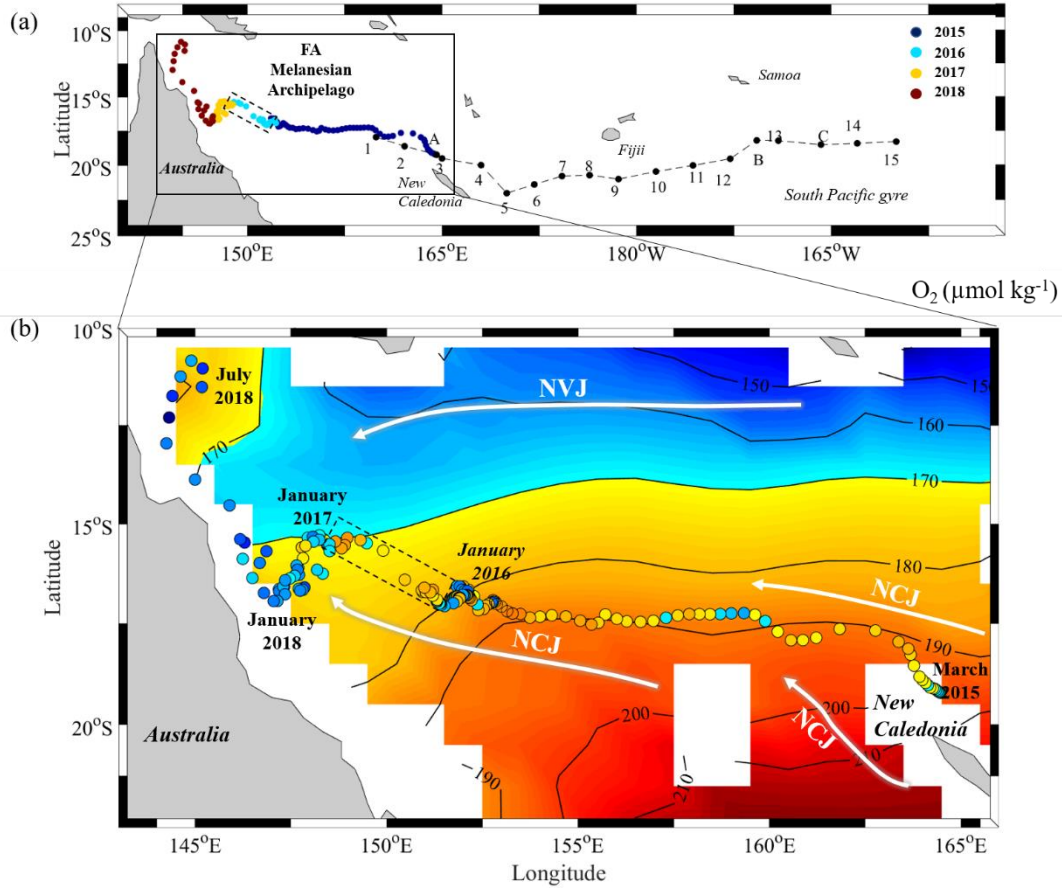 (a)
10°S
15°S
20°S
25°S
Latitude
FA
Melanesian
Archipelago
2015
2016
2017
2018
Samoa
Fijii
Australia
New
Caledonia
South Pacific gyre
1
2
A
3
4
5
6
7
8
9
10
11
12
B
13
C
14
15
150°E
165°E
180°W
165°W
O₂ (µmol kg⁻¹)
(b)
10°S
15°S
20°S
Latitude
July
2018
NVJ
150
150
160
170
170
January
2017
January
2016
180
NCJ
190
January
2018
NCJ
March
2015
NCJ
200
200
New
Caledonia
210
210
190
Australia
145°E
150°E
155°E
160°E
165°E
Longitude